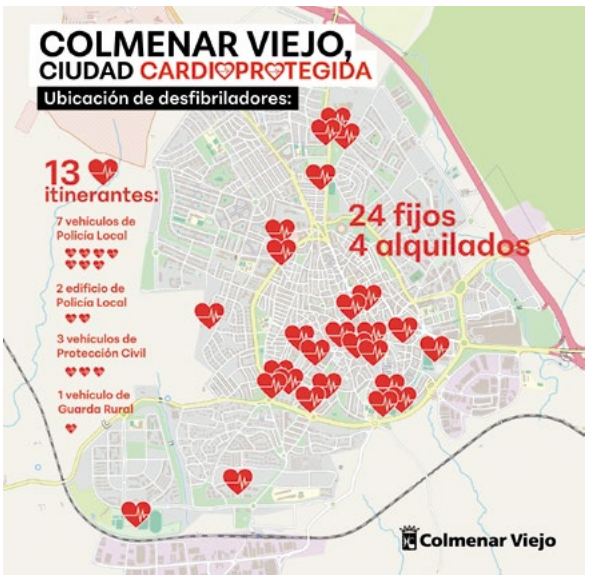 COLMENAR VIEJO,
CIUDAD CARDIOPROTEGIDA
Ubicación de desfibriladores:
13
itinerantes:
7 vehículos de
Policía Local
2 edificio de
Policía Local
3 vehículos de
Protección Civil
1 vehículo de
Guarda Rural
24 fijos
4 alquilados
Colmenar Viejo